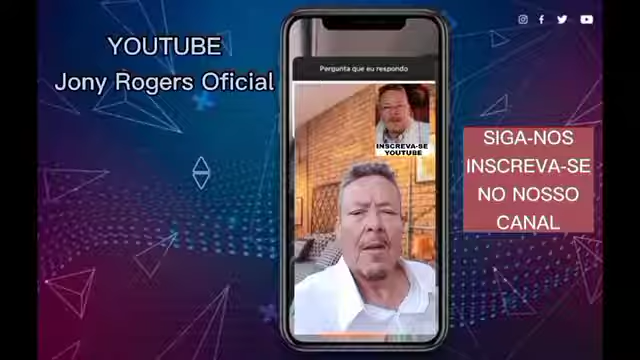 YOUTUBE
Jony Rogers Oficial
Pergunta que eu respondo
INSCREVA-SE
YOUTUBE
SIGA-NOS
INSCREVA-SE
NO NOSSO
CANAL